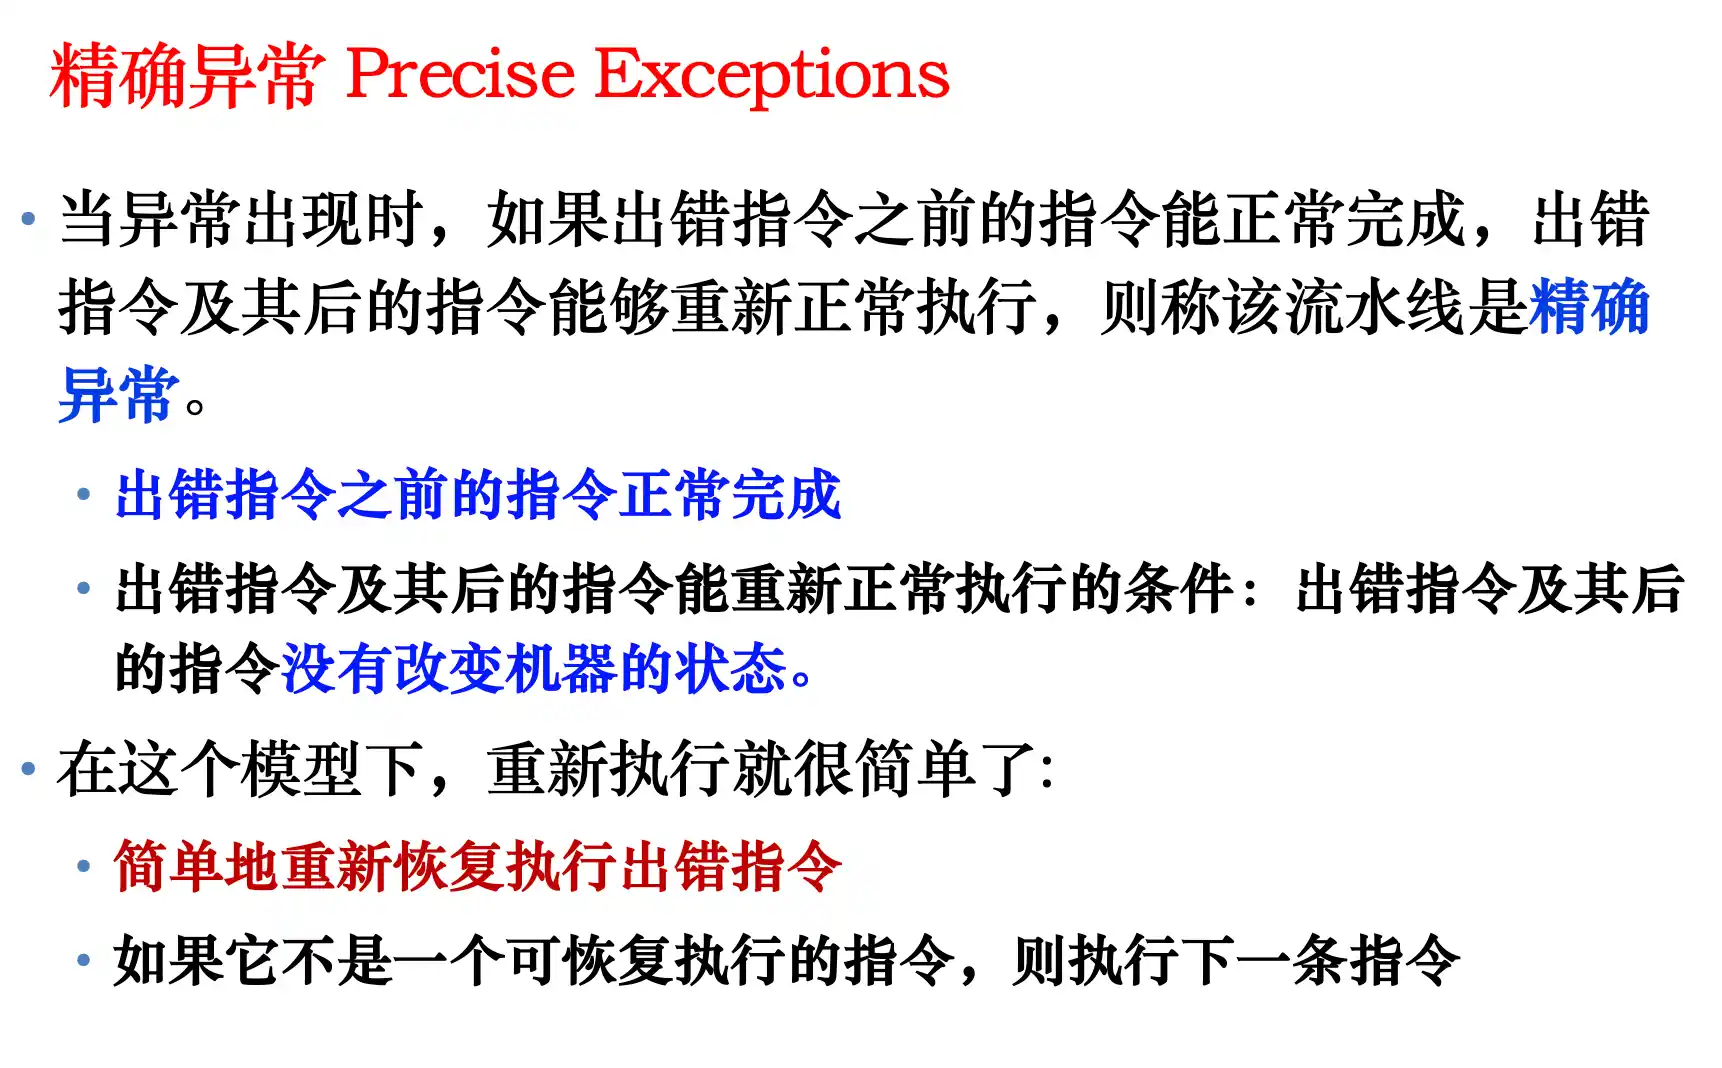 精确异常 Precise Exceptions
• 当异常出现时，如果出错指令之前的指令能正常完成，出错
指令及其后的指令能够重新正常执行，则称该流水线是精确
异常。
• 出错指令之前的指令正常完成
• 出错指令及其后的指令能重新正常执行的条件：出错指令及其后
的指令没有改变机器的状态。
• 在这个模型下，重新执行就很简单了:
• 简单地重新恢复执行出错指令
• 如果它不是一个可恢复执行的指令，则执行下一条指令